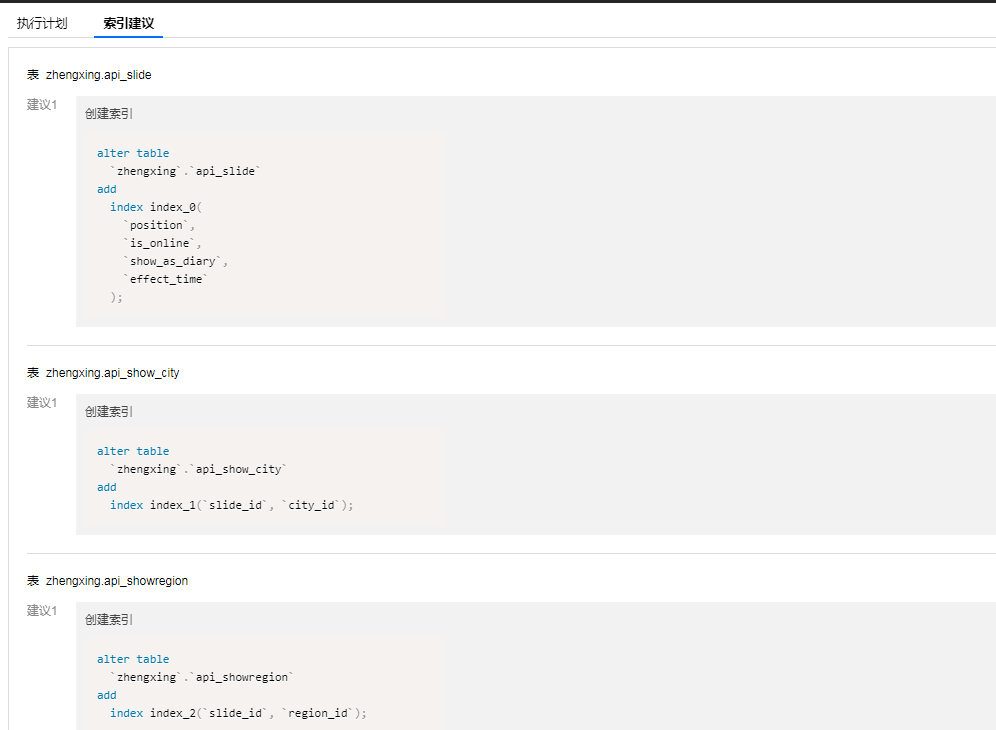 执行计划 索引建议
表 zhengxing.api_slide
建议1 创建索引
alter table
`zhengxing`.`api_slide`
add
index index_0(
`position`,
`is_online`,
`show_as_diary`,
`effect_time`
);
表 zhengxing.api_show_city
建议1 创建索引
alter table
`zhengxing`.`api_show_city`
add
index index_1(`slide_id`, `city_id`);
表 zhengxing.api_showregion
建议1 创建索引
alter table
`zhengxing`.`api_showregion`
add
index index_2(`slide_id`, `region_id`);